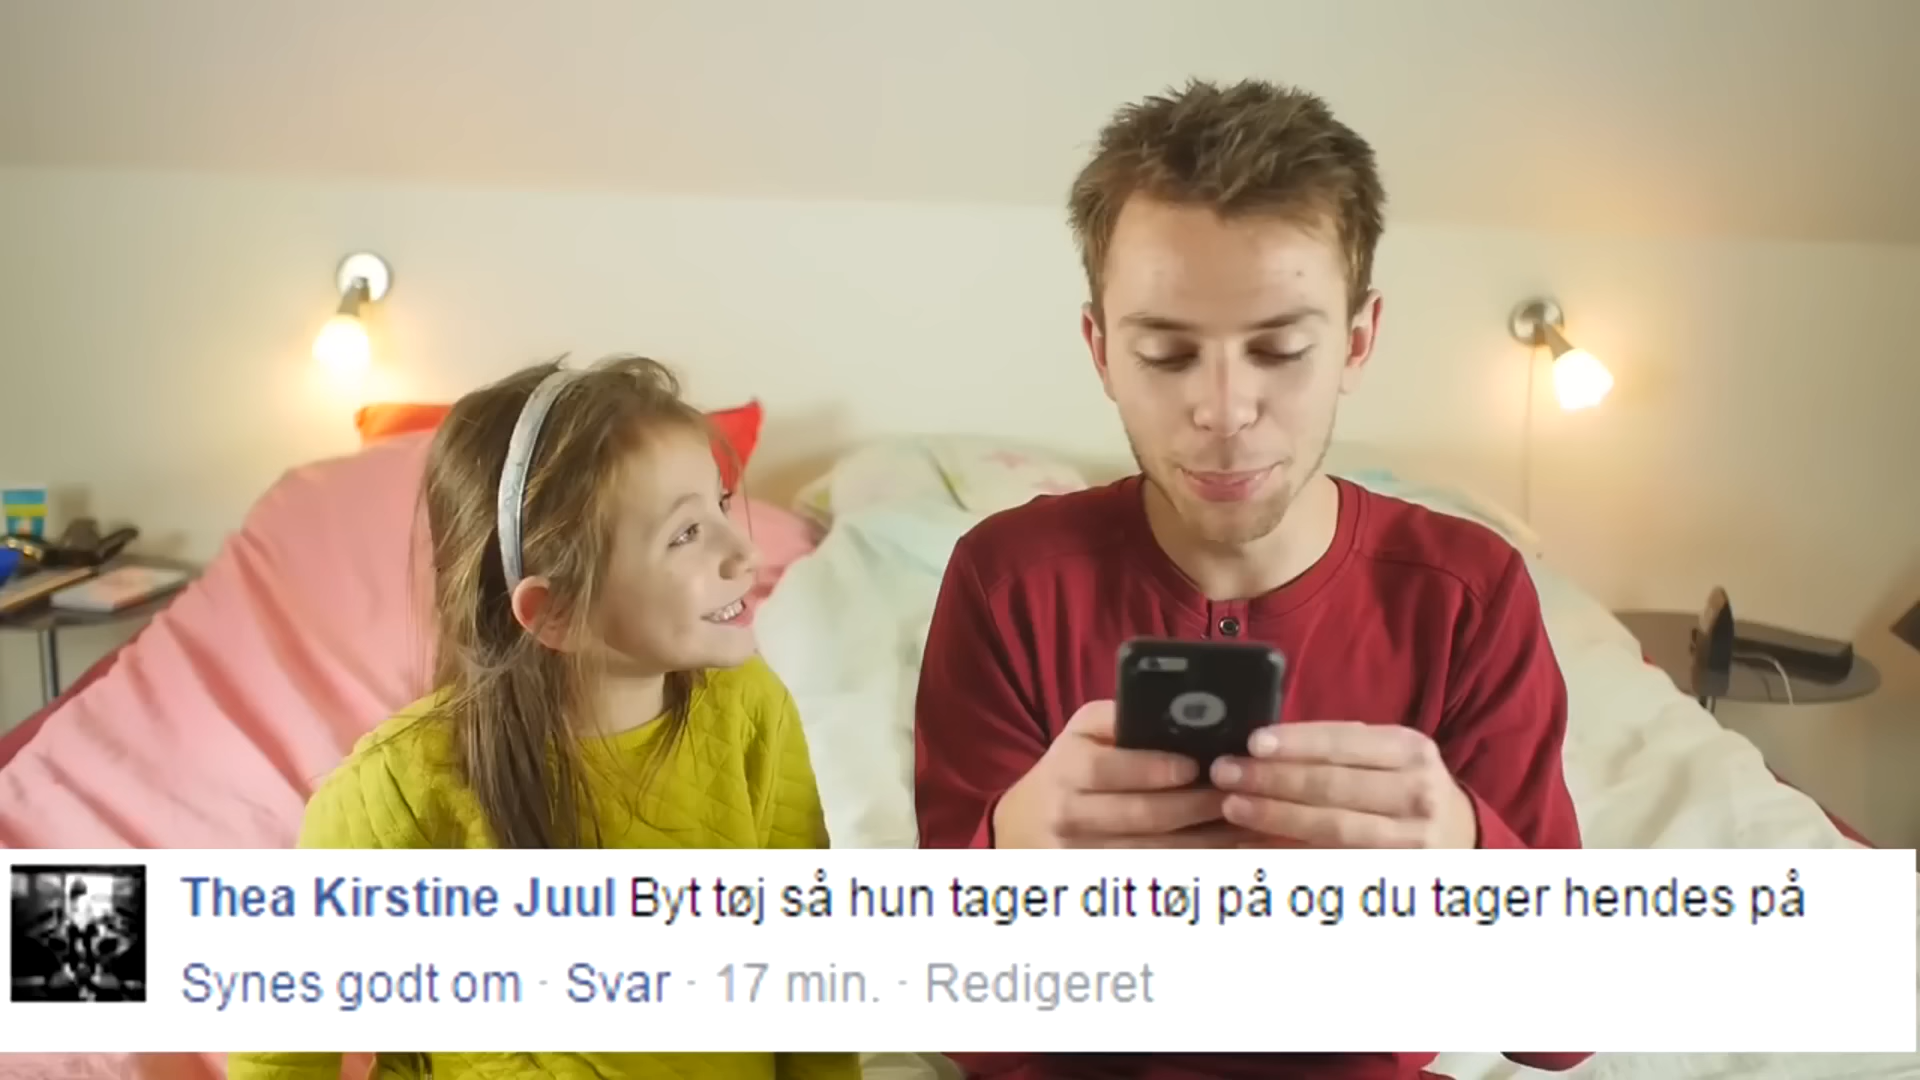 Thea Kirstine Juul Byt tøj så hun tager dit tøj på og du tager hendes på
Synes godt om · Svar · 17 min. · Redigeret